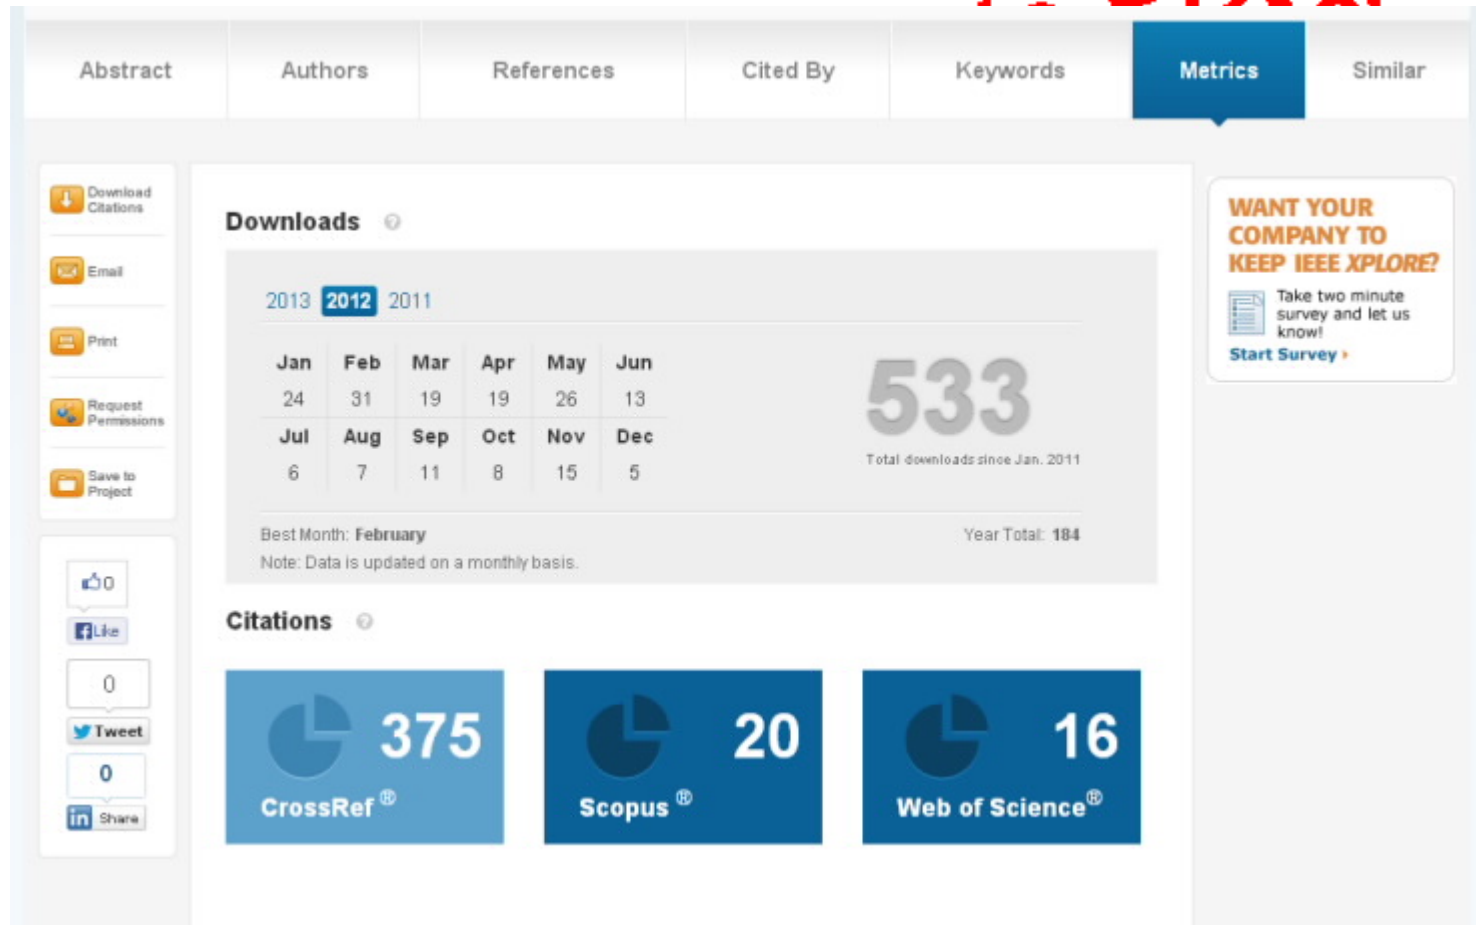 Abstract Authors References Cited By Keywords Metrics Similar
Download
Citations
Email
Print
Request
Permissions
Save to
Project
0
Like
0
Tweet
0
in Share
Downloads ?
2013 2012 2011
Jan Feb Mar Apr May Jun
24 31 19 19 26 13
Jul Aug Sep Oct Nov Dec
6 7 11 8 15 5
533
Total downloads since Jan. 2011
Best Month: February Year Total: 184
Note: Data is updated on a monthly basis.
Citations ?
375
CrossRef ®
20
Scopus ®
16
Web of Science®
WANT YOUR
COMPANY TO
KEEP IEEE XPLORE?
Take two minute
survey and let us
know!
Start Survey